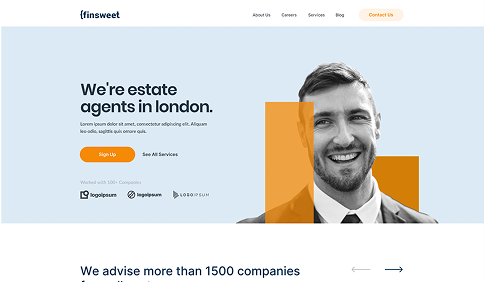 {finsweet
About Us Careers Services Blog Contact Us
We're estate
agents in london.
Lorem ipsum dolor sit amet, consectetur adipiscing elit. Aliquam
leo odio, sagittis quis ornare quis.
Sign Up See All Services
Worked with 100+ Companies
logoipsum logoipsum LOGOIPSUM
We advise more than 1500 companies